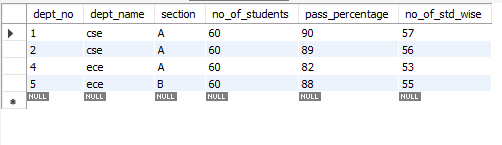 dept_no dept_name section no_of_students pass_percentage no_of_std_wise
1 cse A 60 90 57
2 cse A 60 89 56
4 ece A 60 82 53
5 ece B 60 88 55
NULL NULL NULL NULL NULL NULL